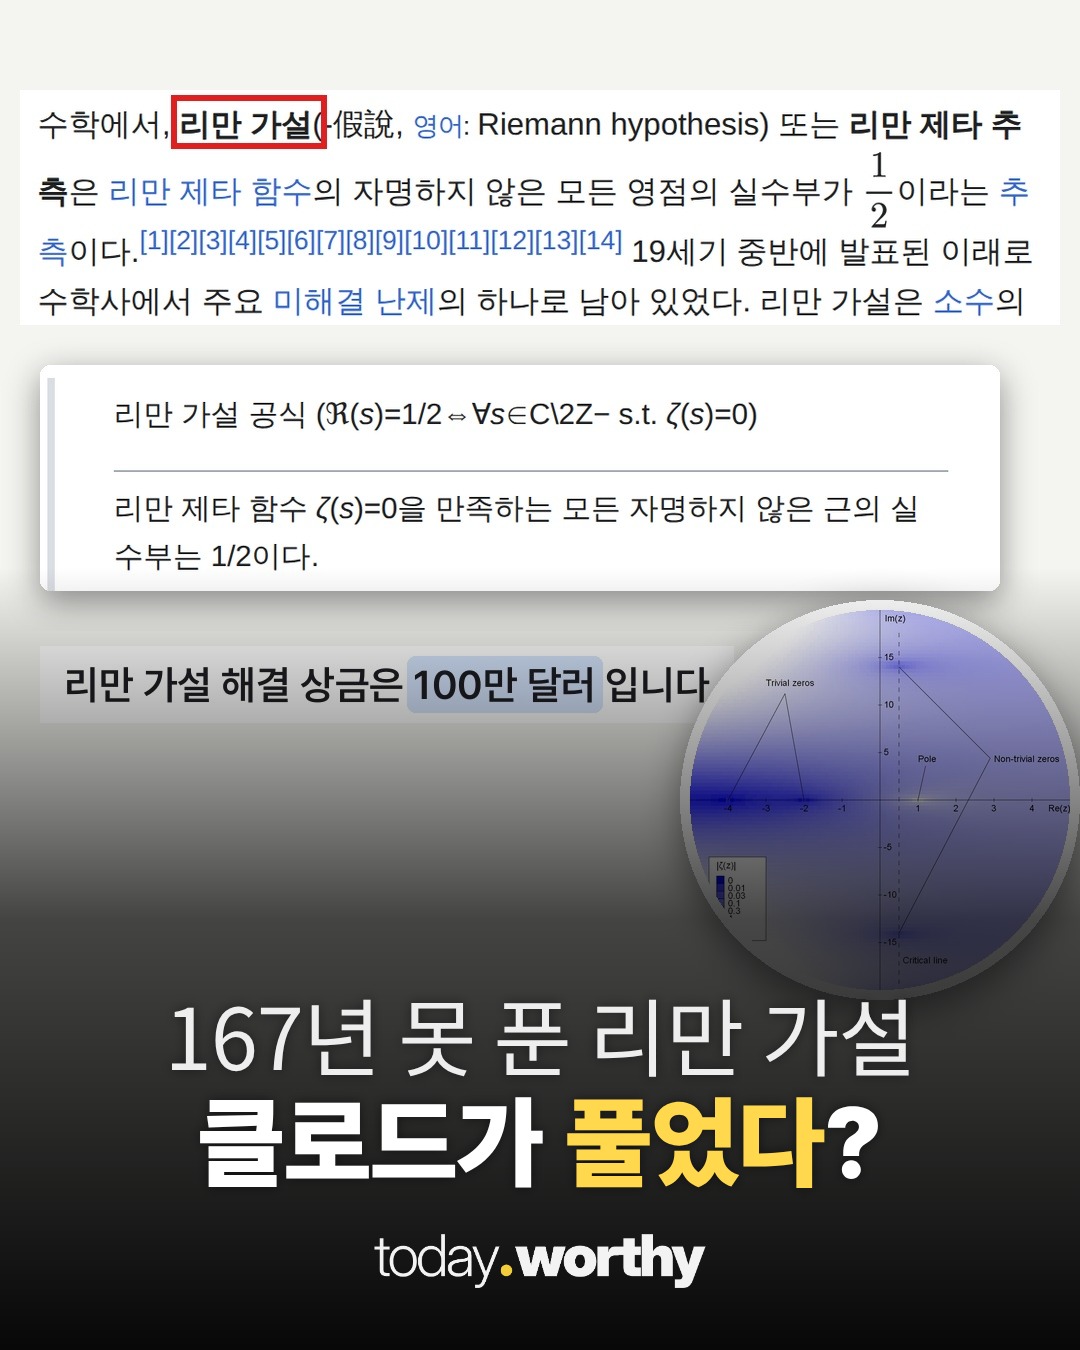 수학에서, 리만 가설(-假說, 영어: Riemann hypothesis) 또는 리만 제타 추
측은 리만 제타 함수의 자명하지 않은 모든 영점의 실수부가 1/2이라는 추
측이다.[1][2][3][4][5][6][7][8][9][10][11][12][13][14] 19세기 중반에 발표된 이래로
수학사에서 주요 미해결 난제의 하나로 남아 있었다. 리만 가설은 소수의
리만 가설 공식 (ℜ(s)=1/2⇔∀s∈C\2Z− s.t. ζ(s)=0)
리만 제타 함수 ζ(s)=0을 만족하는 모든 자명하지 않은 근의 실
수부는 1/2이다.
리만 가설 해결 상금은 100만 달러 입니다
Im(z)
15
Trivial zeros
10
5
Pole
Non-trivial zeros
-4 -3 -2 -1 1 2 3 4 Re(z)
-5
|ζ(z)|
0
0.01
0.03
0.1
0.3
-10
-15
Critical line
167년 못 푼 리만 가설
클로드가 풀었다?
today.worthy